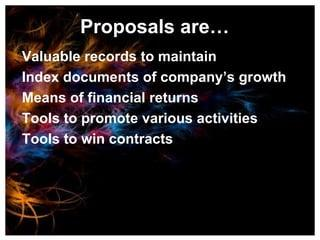 Proposals are…
Valuable records to maintain
Index documents of company’s growth
Means of financial returns
Tools to promote various activities
Tools to win contracts